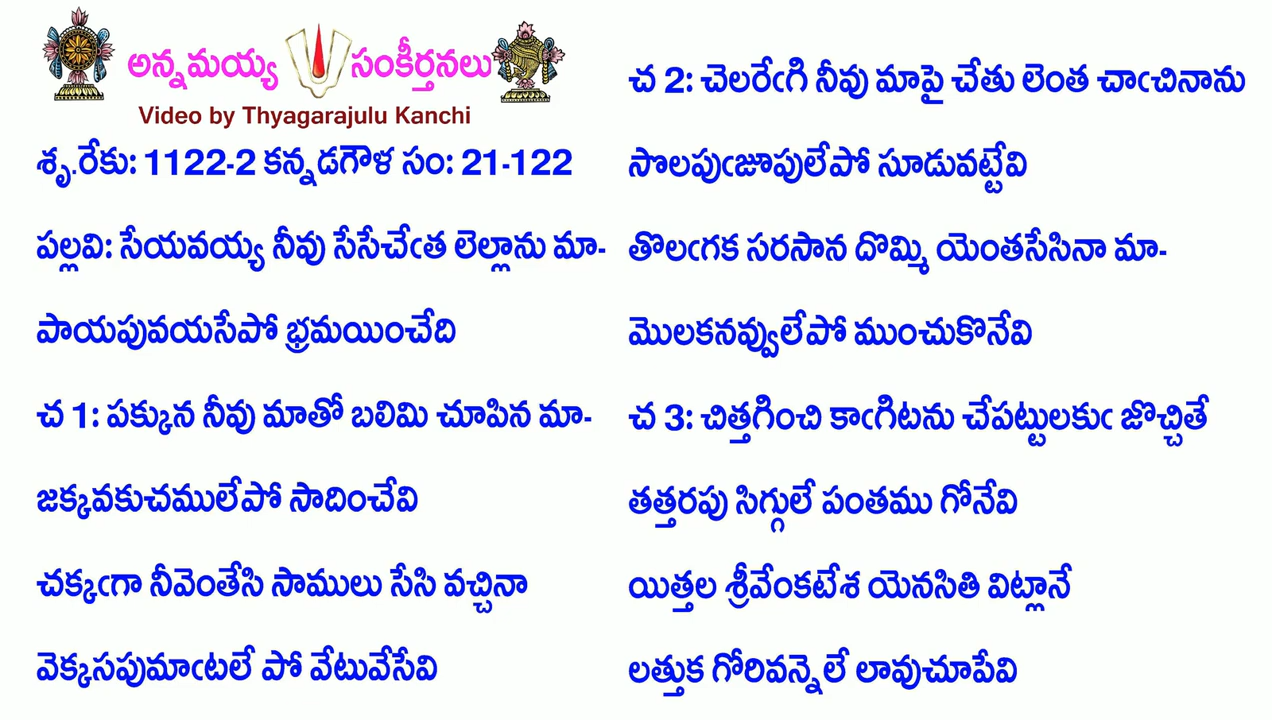 అన్నమయ్య సంకీర్తనలు
Video by Thyagarajulu Kanchi
శృ.రేకు: 1122-2 కన్నడగౌళ సం: 21-122
పల్లవి: సేయవయ్య నీవు సేసేచేఁత లెల్లాను మా-
పాయపువయసేపో భ్రమయించేది
చ 1: పక్కున నీవు మాతో బలిమి చూపిన మా-
జక్కవకుచములేపో సాదించేవి
చక్కఁగా నీవెంతేసి సాములు సేసి వచ్చినా
వెక్కసపుమాఁటలే పో వేటువేసేవి
చ 2: చెలరేఁగి నీవు మాపై చేతు లెంత చాఁచినాను
సొలపుఁజూపులేపో సూడువట్టేవి
తొలఁగక సరసాన దొమ్మి యెంతసేసినా మా-
మొలకనవ్వులేపో ముంచుకొనేవి
చ 3: చిత్తగించి కాఁగిటను చేపట్టులకుఁ జొచ్చితే
తత్తరపు సిగ్గులే పంతము గోనేవి
యిత్తల శ్రీవేంకటేశ యెనసితి విట్లానే
లత్తుక గోరివన్నెలే లావుచూపేవి